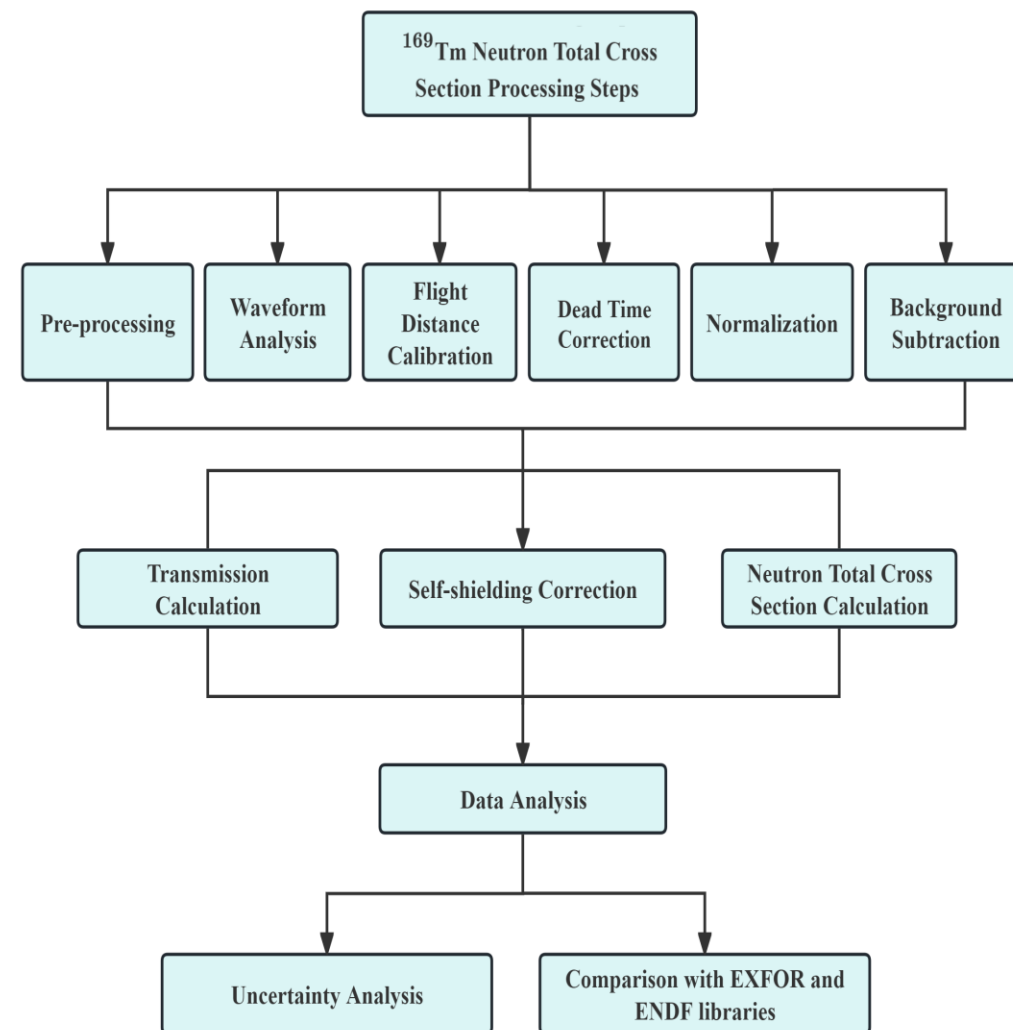 ¹⁶⁹Tm Neutron Total Cross
Section Processing Steps
Pre-processing
Waveform
Analysis
Flight
Distance
Calibration
Dead Time
Correction
Normalization
Background
Subtraction
Transmission
Calculation
Self-shielding Correction
Neutron Total Cross
Section Calculation
Data Analysis
Uncertainty Analysis
Comparison with EXFOR and
ENDF libraries